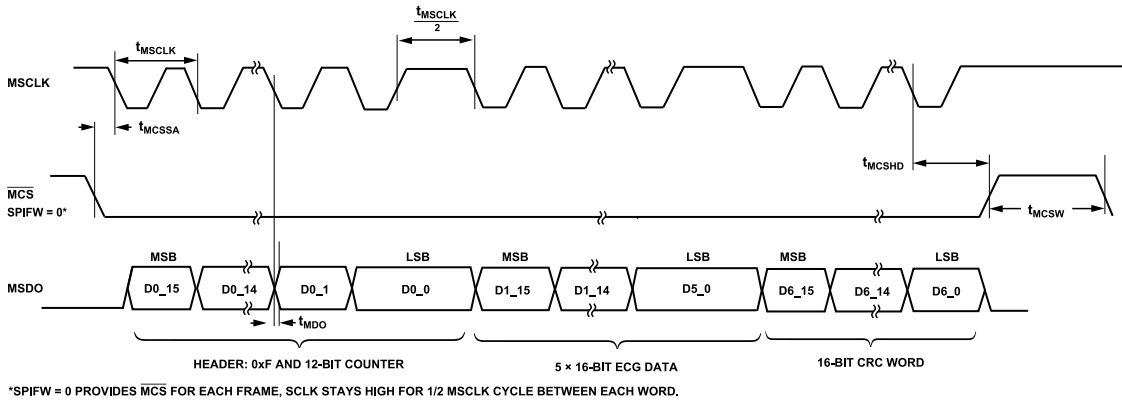 tMSCLK
tMSCLK
2
MSCLK
tMCSSA
tMCSHD
MCS
SPIFW = 0*
tMCSW
MSB
LSB
MSB
LSB
MSB
LSB
MSDO
D0_15
D0_14
D0_1
D0_0
D1_15
D1_14
D5_0
D6_15
D6_14
D6_0
tMDO
HEADER: 0xF AND 12-BIT COUNTER
5 × 16-BIT ECG DATA
16-BIT CRC WORD
*SPIFW = 0 PROVIDES MCS FOR EACH FRAME, SCLK STAYS HIGH FOR 1/2 MSCLK CYCLE BETWEEN EACH WORD.